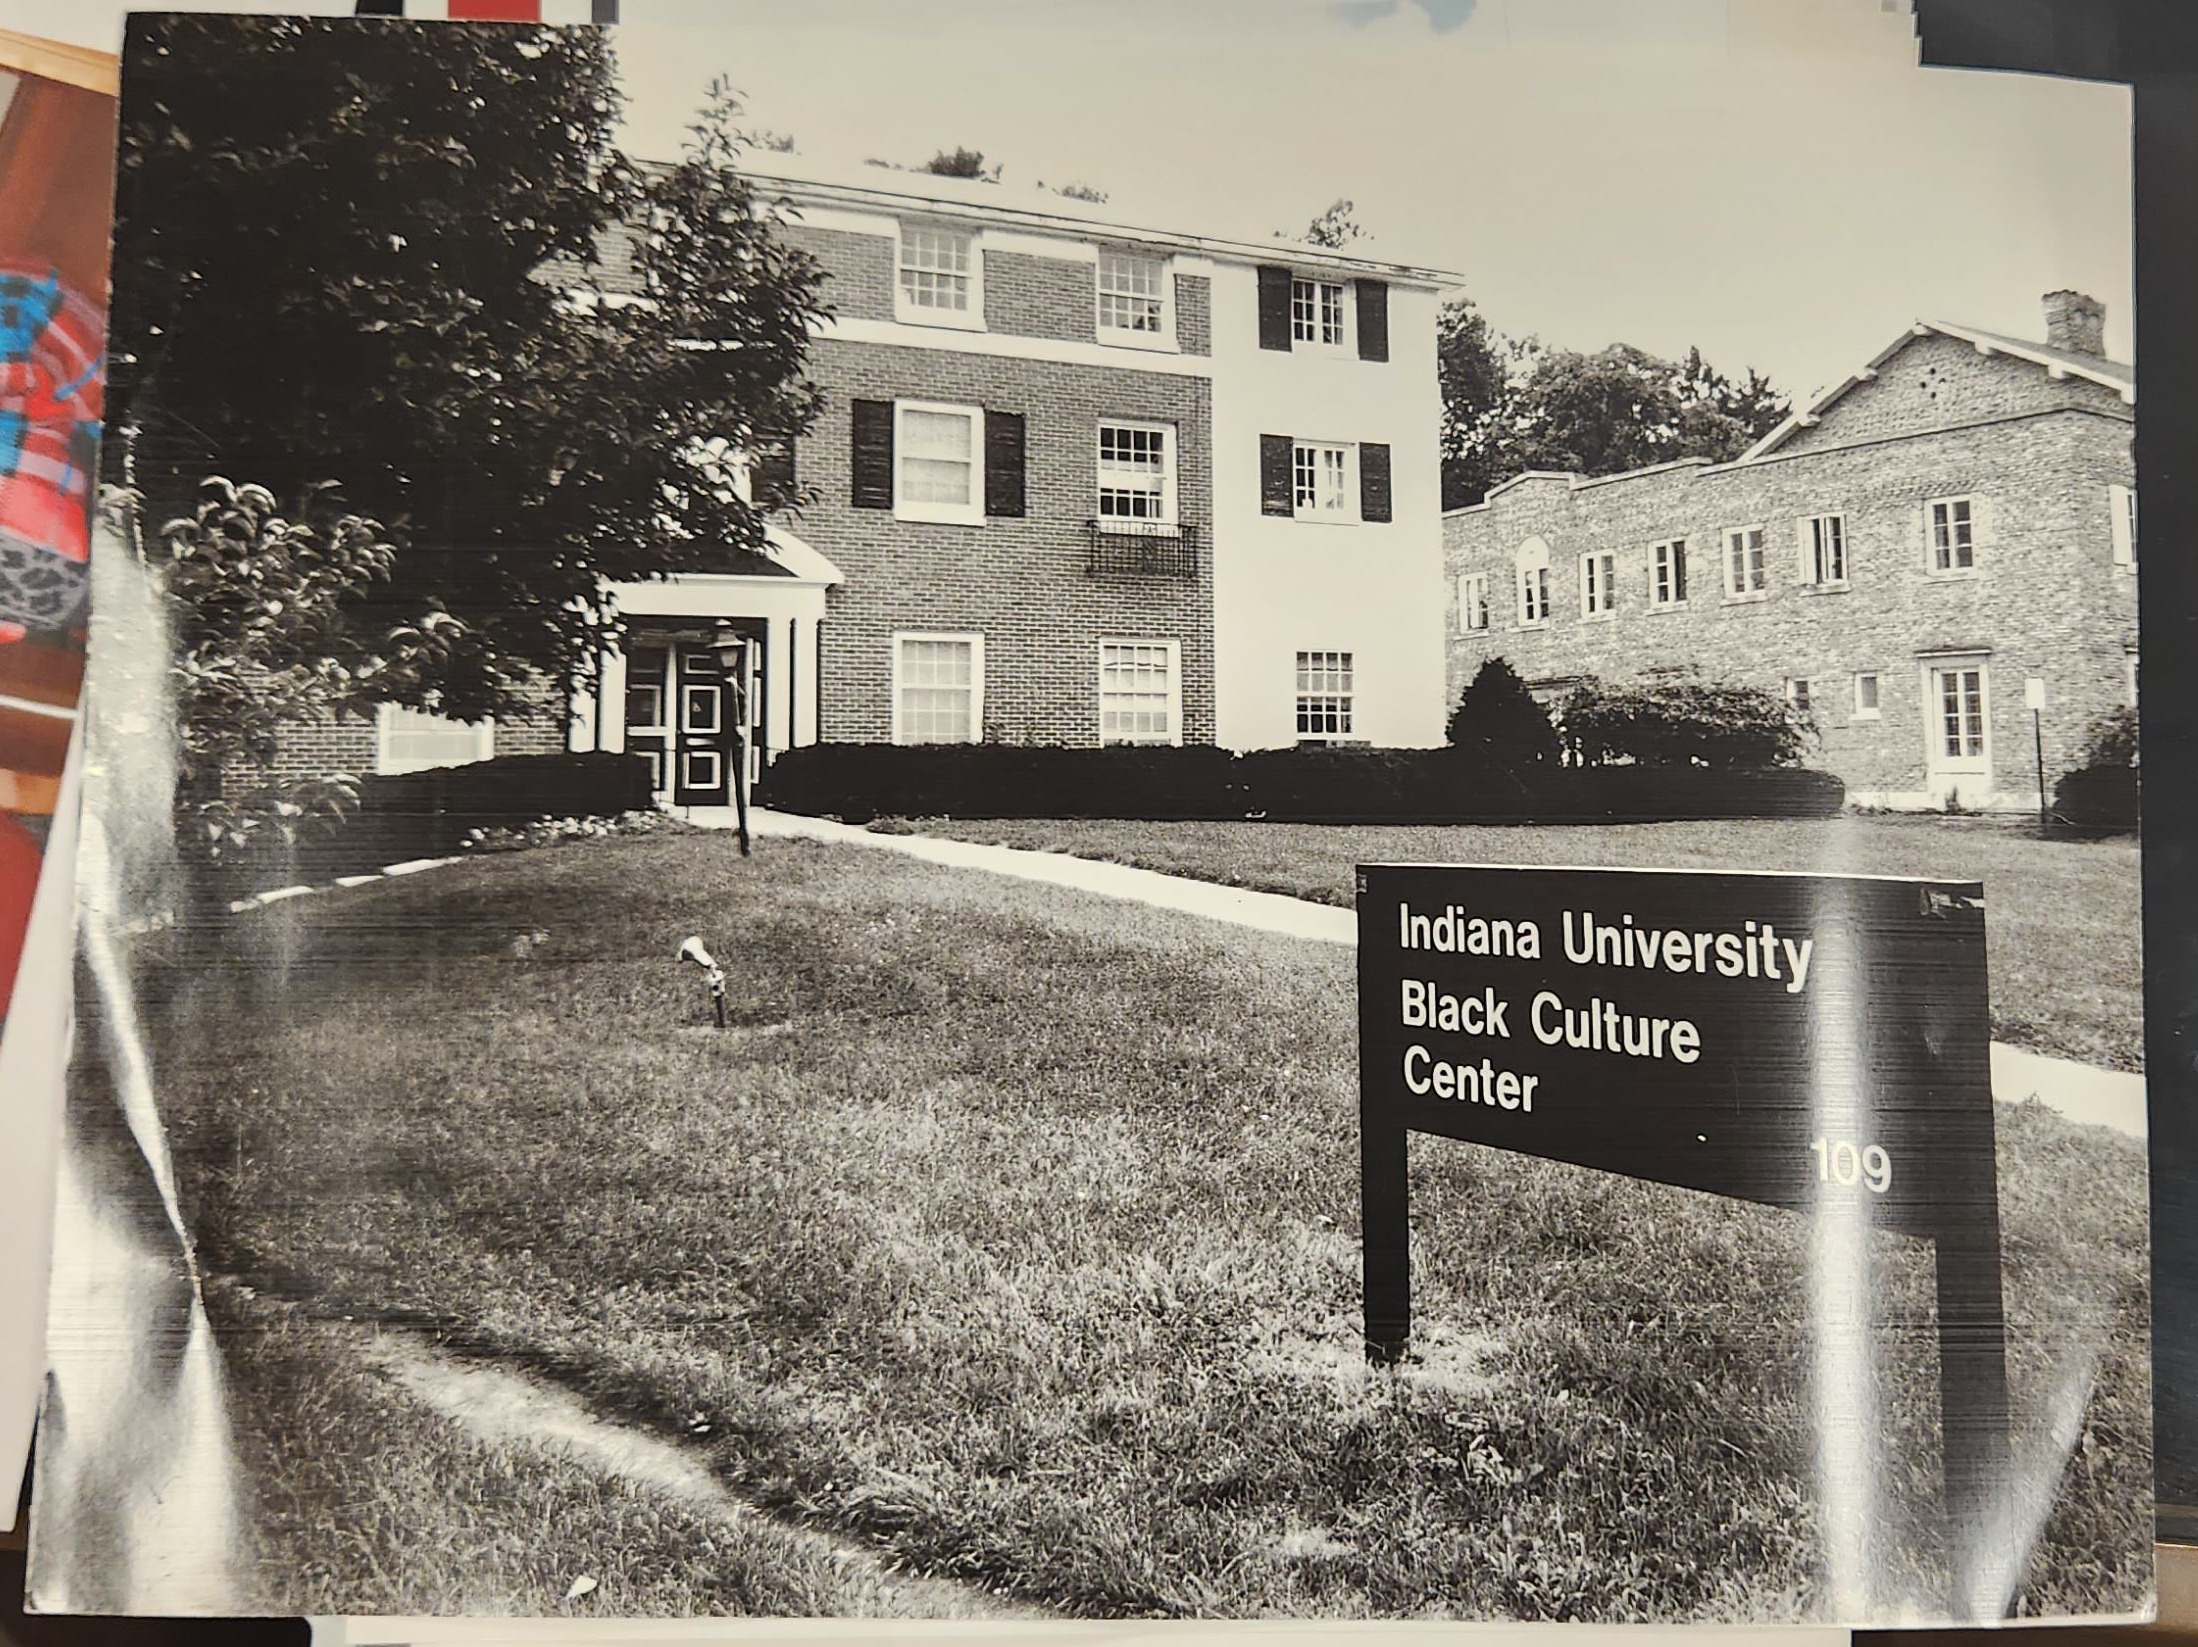 Indiana University
Black Culture
Center
109